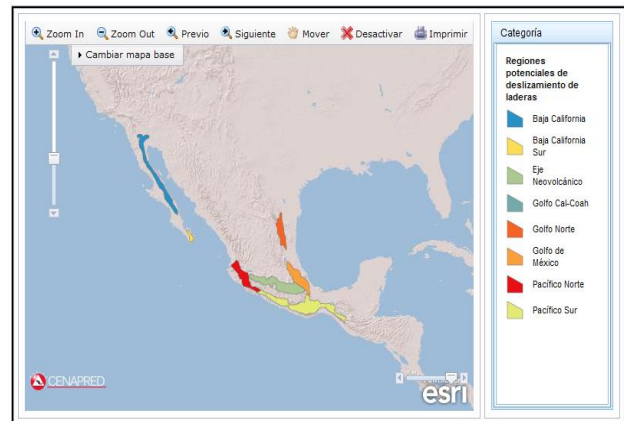 Zoom In Zoom Out Previo Siguiente Mover Desactivar Imprimir
Cambiar mapa base
CENAPRED
esri
Categoría
Regiones
potenciales de
deslizamiento de
laderas
Baja California
Baja California
Sur
Eje
Neovolcánico
Golfo Cal-Coah
Golfo Norte
Golfo de
México
Pacífico Norte
Pacífico Sur